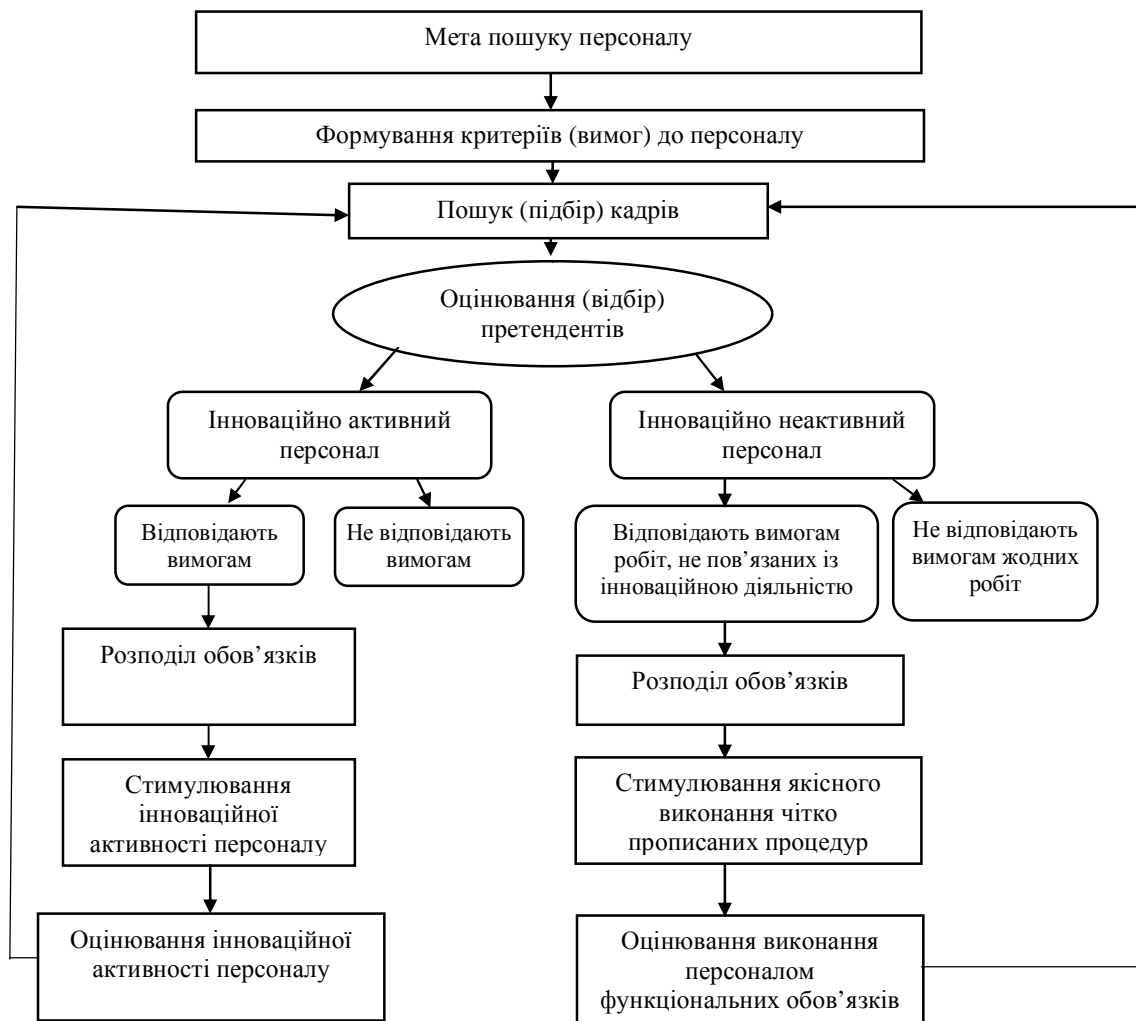 Мета пошуку персоналу
Формування критеріїв (вимог) до персоналу
Пошук (підбір) кадрів
Оцінювання (відбір)
претендентів
Інноваційно активний
персонал
Інноваційно неактивний
персонал
Відповідають
вимогам
Не відповідають
вимогам
Відповідають вимогам
робіт, не пов’язаних із
інноваційною діяльністю
Не відповідають
вимогам жодних
робіт
Розподіл обов’язків
Розподіл обов’язків
Стимулювання
інноваційної
активності персоналу
Стимулювання якісного
виконання чітко
прописаних процедур
Оцінювання інноваційної
активності персоналу
Оцінювання виконання
персоналом
функціональних обов’язків